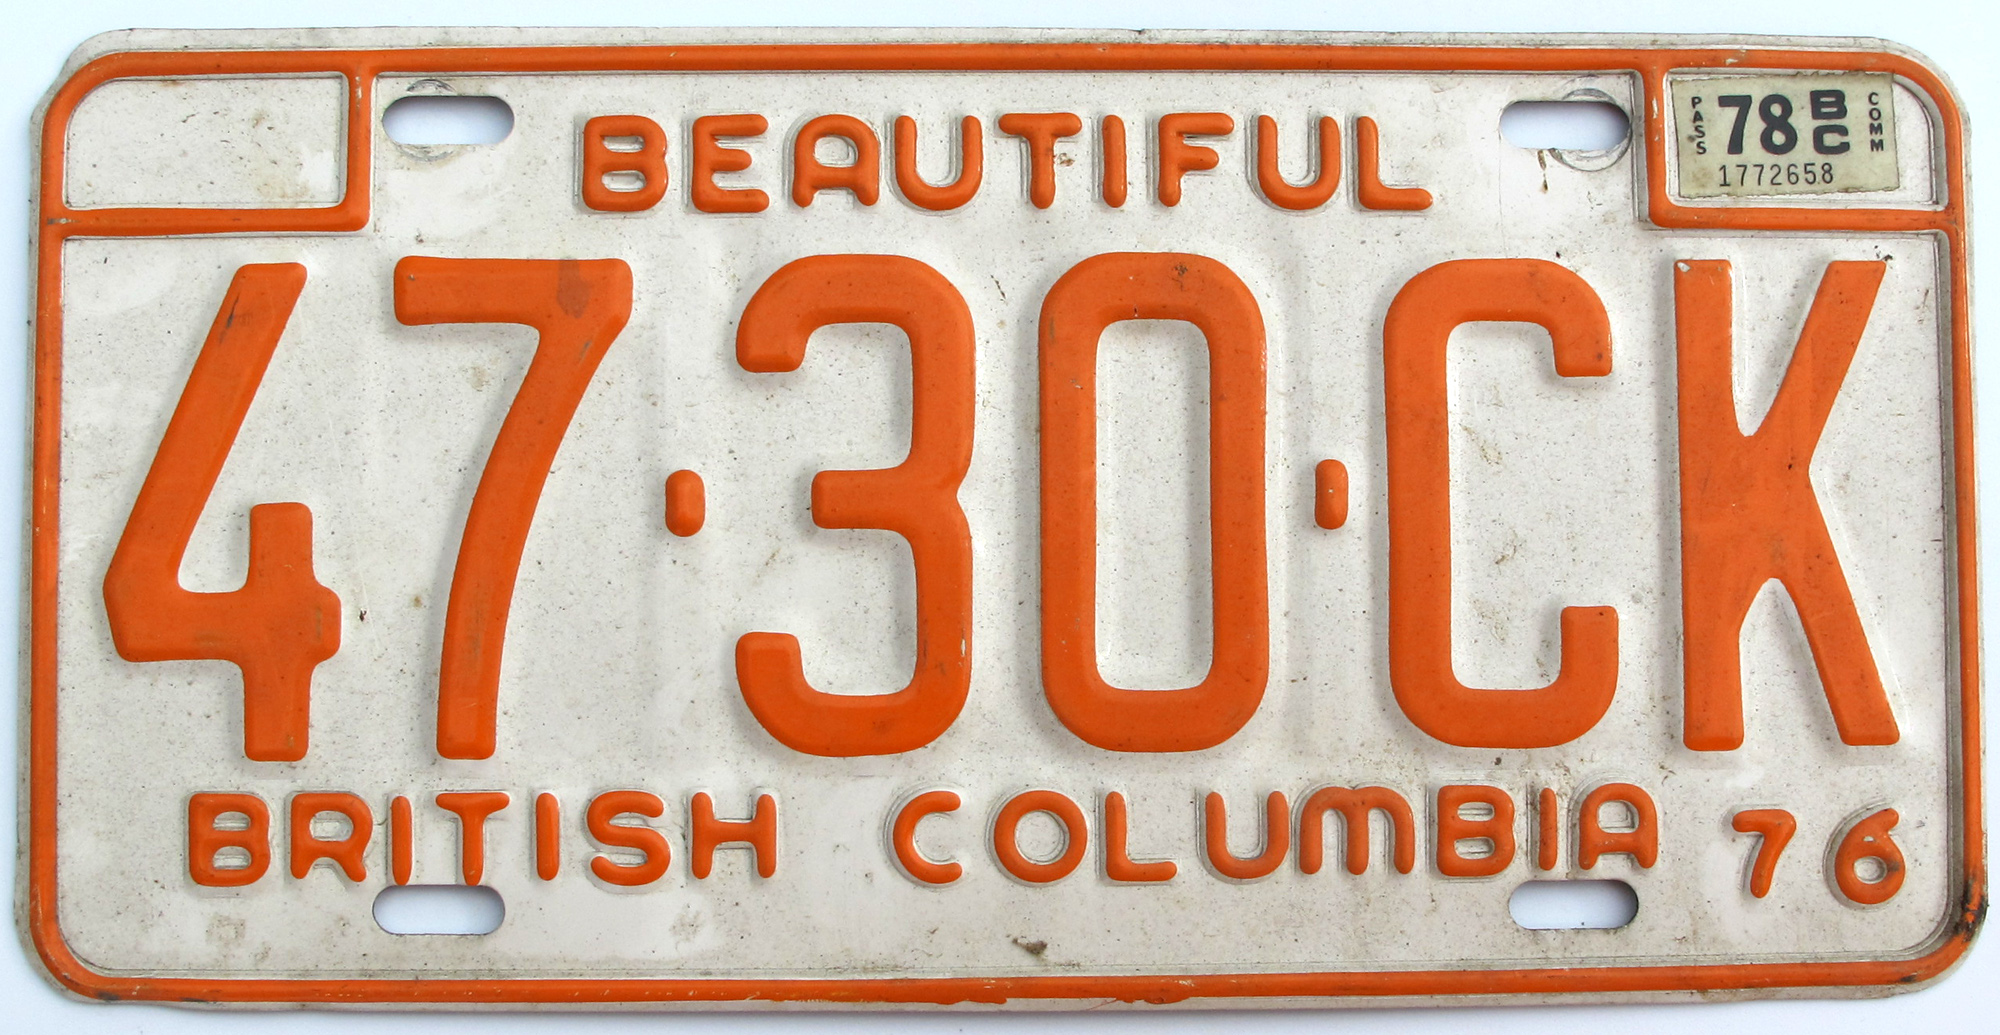 BEAUTIFUL
PASS 78 BC COMM
1772658
47·30·CK
BRITISH COLUMBIA 76